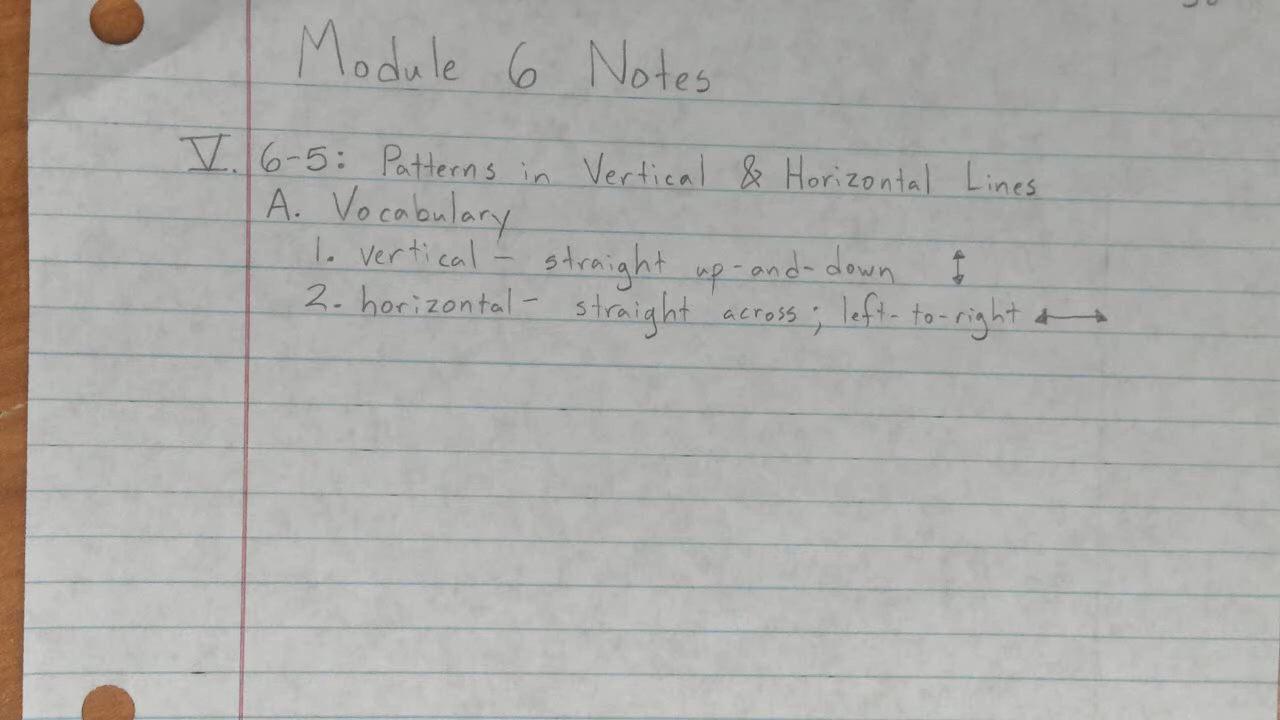 Module 6 Notes
V. 6-5: Patterns in Vertical & Horizontal Lines
A. Vocabulary
1. vertical - straight up-and-down ↕
2. horizontal - straight across; left-to-right ↔